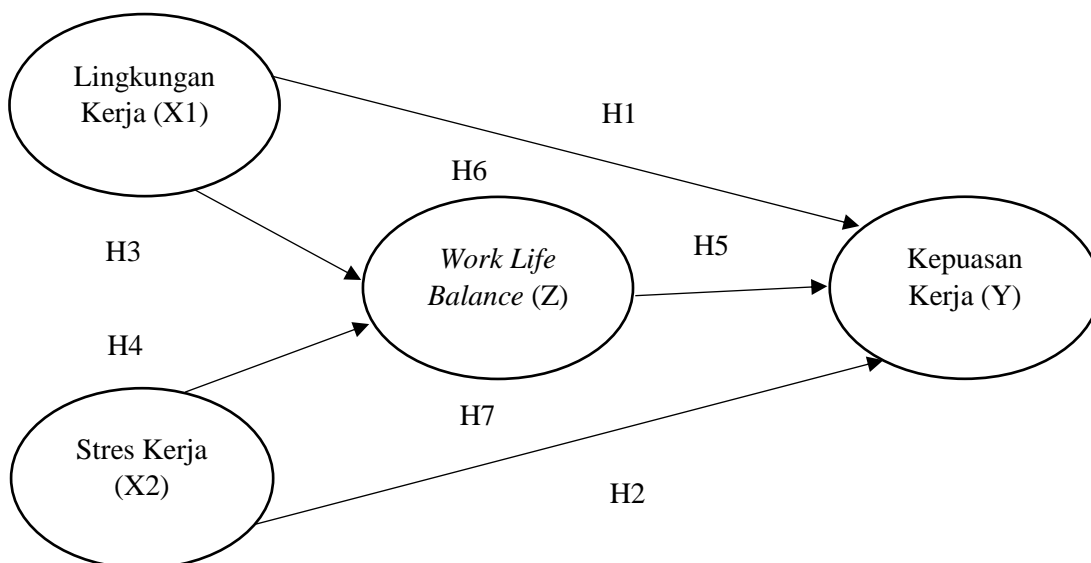 Lingkungan
Kerja (X1)
H1
H6
H3
Work Life
Balance (Z)
H5
Kepuasan
Kerja (Y)
H4
H7
Stres Kerja
(X2)
H2